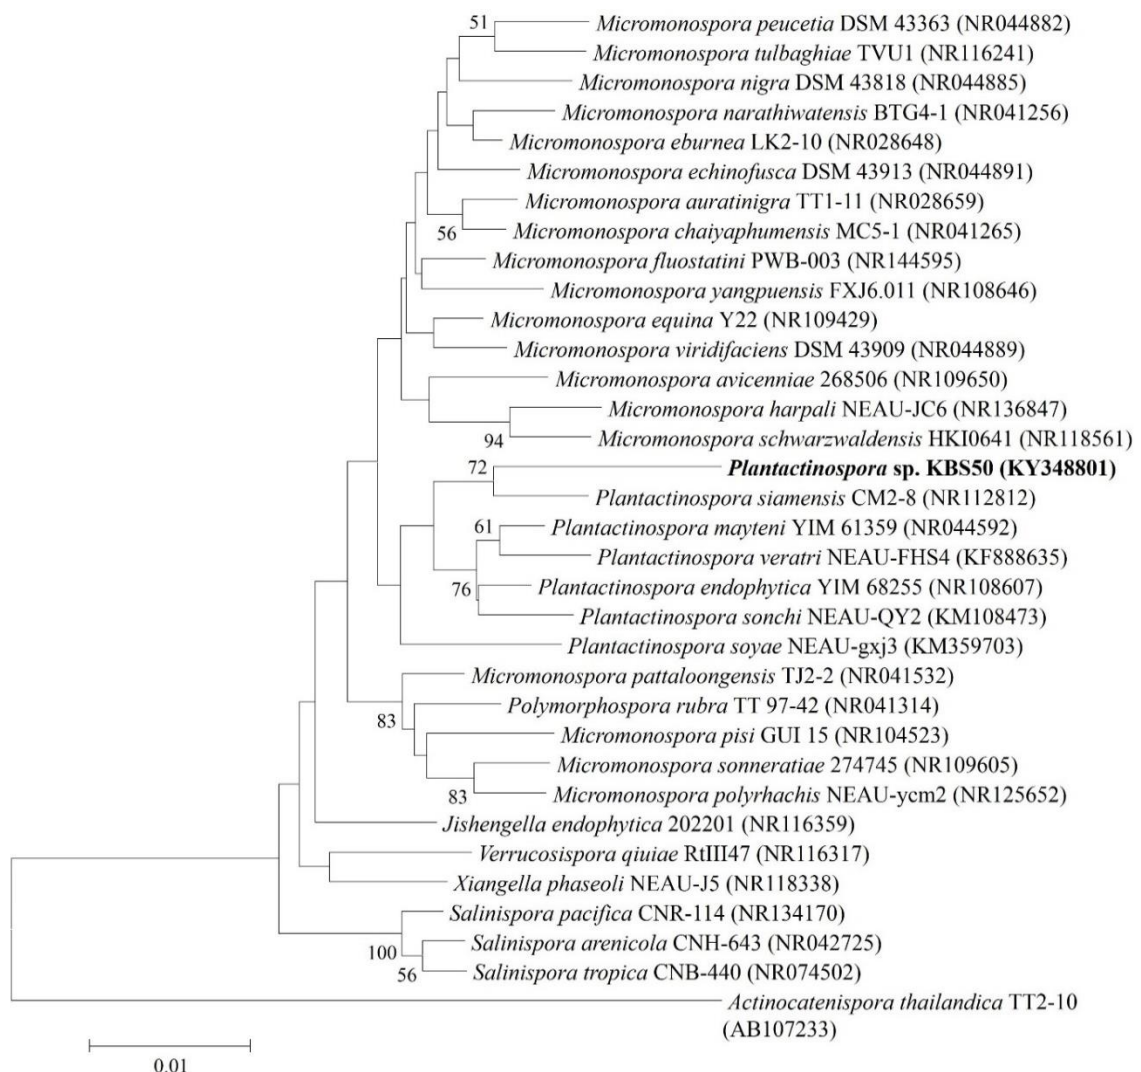 51
Micromonospora peucetia DSM 43363 (NR044882)
Micromonospora tulbaghiae TVU1 (NR116241)
Micromonospora nigra DSM 43818 (NR044885)
Micromonospora narathiwatensis BTG4-1 (NR041256)
Micromonospora eburnea LK2-10 (NR028648)
Micromonospora echinofusca DSM 43913 (NR044891)
Micromonospora auratinigra TT1-11 (NR028659)
56
Micromonospora chaiyaphumensis MC5-1 (NR041265)
Micromonospora fluostatini PWB-003 (NR144595)
Micromonospora yangpuensis FXJ6.011 (NR108646)
Micromonospora equina Y22 (NR109429)
Micromonospora viridifaciens DSM 43909 (NR044889)
Micromonospora avicenniae 268506 (NR109650)
Micromonospora harpali NEAU-JC6 (NR136847)
94
Micromonospora schwarzwaldensis HKI0641 (NR118561)
72
Plantactinospora sp. KBS50 (KY348801)
Plantactinospora siamensis CM2-8 (NR112812)
61
Plantactinospora mayteni YIM 61359 (NR044592)
Plantactinospora veratri NEAU-FHS4 (KF888635)
76
Plantactinospora endophytica YIM 68255 (NR108607)
Plantactinospora sonchi NEAU-QY2 (KM108473)
Plantactinospora soyae NEAU-gxj3 (KM359703)
Micromonospora pattaloongensis TJ2-2 (NR041532)
83
Polymorphospora rubra TT 97-42 (NR041314)
Micromonospora pisi GUI 15 (NR104523)
Micromonospora sonneratiae 274745 (NR109605)
83
Micromonospora polyrhachis NEAU-ycm2 (NR125652)
Jishengella endophytica 202201 (NR116359)
Verrucosispora qiuiae RtIII47 (NR116317)
Xiangella phaseoli NEAU-J5 (NR118338)
Salinispora pacifica CNR-114 (NR134170)
100
Salinispora arenicola CNH-643 (NR042725)
56
Salinispora tropica CNB-440 (NR074502)
Actinocatenispora thailandica TT2-10
(AB107233)
0.01